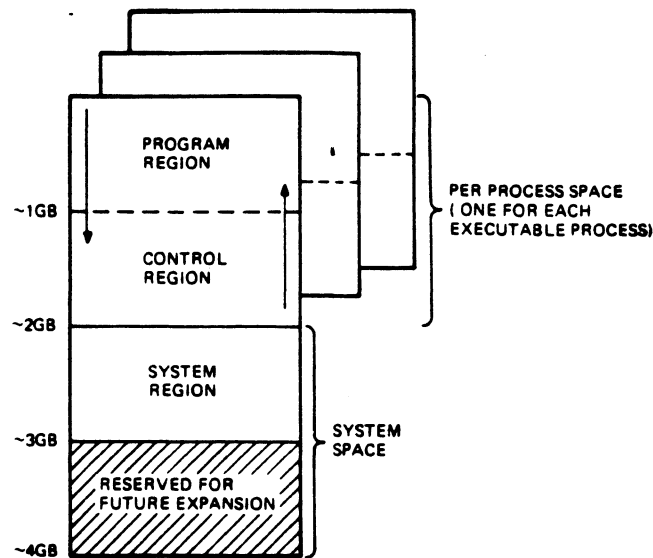 PROGRAM
REGION
~1GB
CONTROL
REGION
~2GB
PER PROCESS SPACE
( ONE FOR EACH
EXECUTABLE PROCESS)
SYSTEM
REGION
~3GB
SYSTEM
SPACE
RESERVED FOR
FUTURE EXPANSION
~4GB